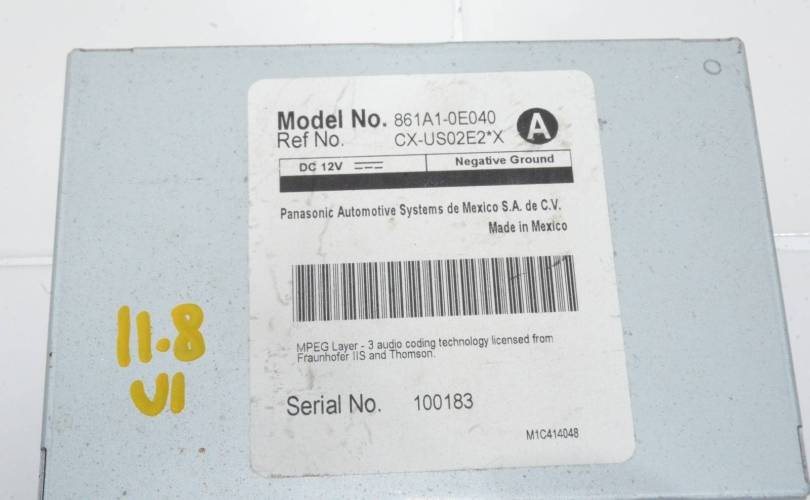 Model No. 861A1-0E040
Ref No. CX-US02E2*X A
DC 12V Negative Ground
Panasonic Automotive Systems de Mexico S.A. de C.V.
Made in Mexico
MPEG Layer - 3 audio coding technology licensed from
Fraunhofer IIS and Thomson.
Serial No. 100183
M1C414048
11.8
VI